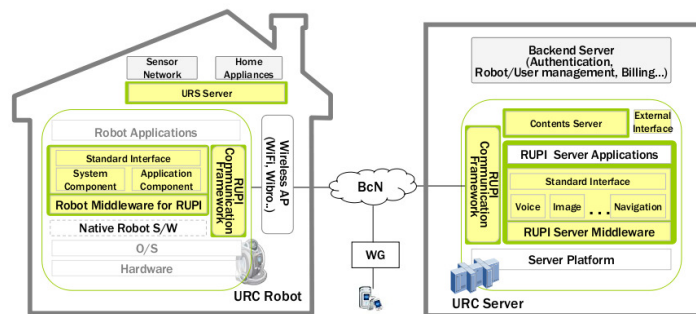 Sensor
Network
Home
Appliances
URS Server
Robot Applications
Standard Interface
System
Component
Application
Component
Robot Middleware for RUPI
RUPI
Communication
Framework
Native Robot S/W
O/S
Hardware
URC Robot
Wireless AP
(WiFi, Wibro..)
BcN
WG
Backend Server
(Authentication,
Robot/User management, Billing...)
RUPI
Communication
Framework
Contents Server
External
Interface
RUPI Server Applications
Standard Interface
Voice
Image
...
Navigation
RUPI Server Middleware
Server Platform
URC Server